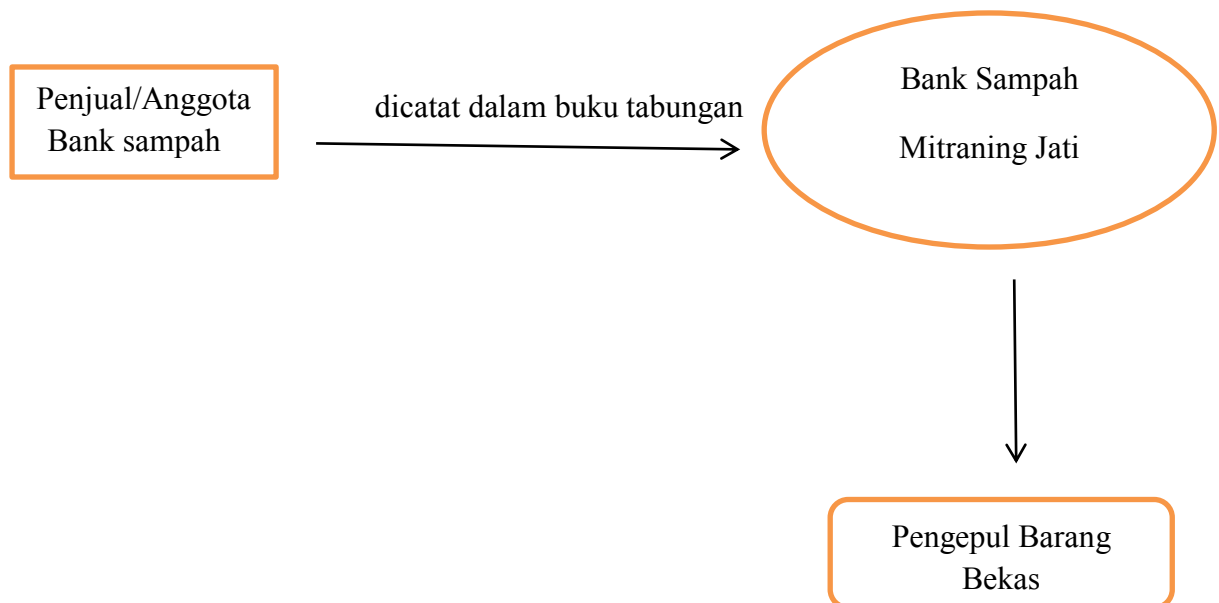 Penjual/Anggota
Bank sampah
dicatat dalam buku tabungan
Bank Sampah
Mitraning Jati
Pengepul Barang
Bekas